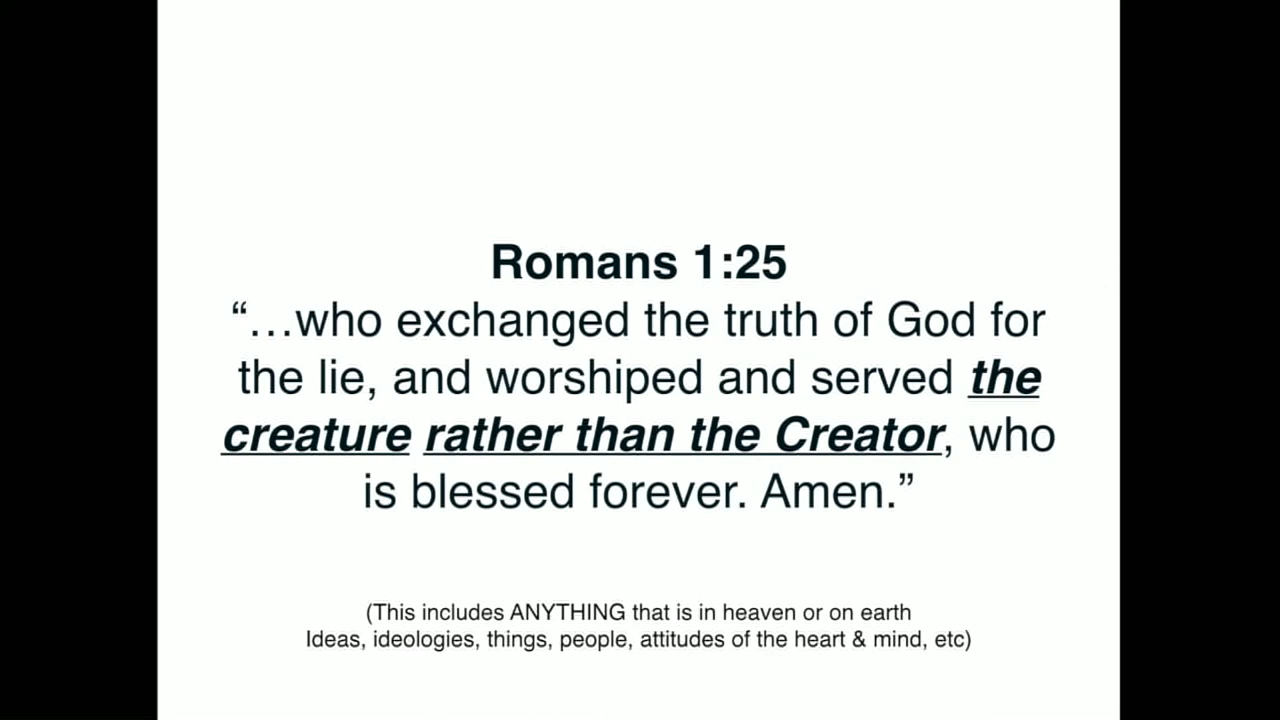 Romans 1:25
“…who exchanged the truth of God for
the lie, and worshiped and served the
creature rather than the Creator, who
is blessed forever. Amen.”
(This includes ANYTHING that is in heaven or on earth
Ideas, ideologies, things, people, attitudes of the heart & mind, etc)